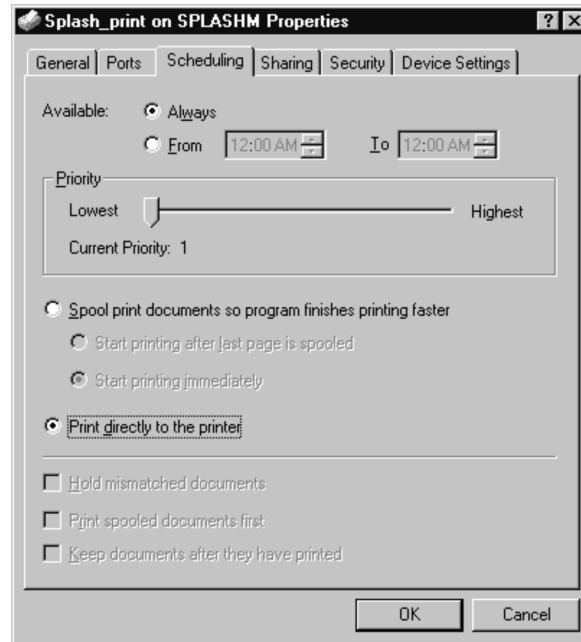 Splash_print on SPLASHM Properties
General Ports Scheduling Sharing Security Device Settings
Available: Always
From 12:00 AM To 12:00 AM
Priority
Lowest Highest
Current Priority: 1
Spool print documents so program finishes printing faster
Start printing after last page is spooled
Start printing immediately
Print directly to the printer
Hold mismatched documents
Print spooled documents first
Keep documents after they have printed
OK Cancel